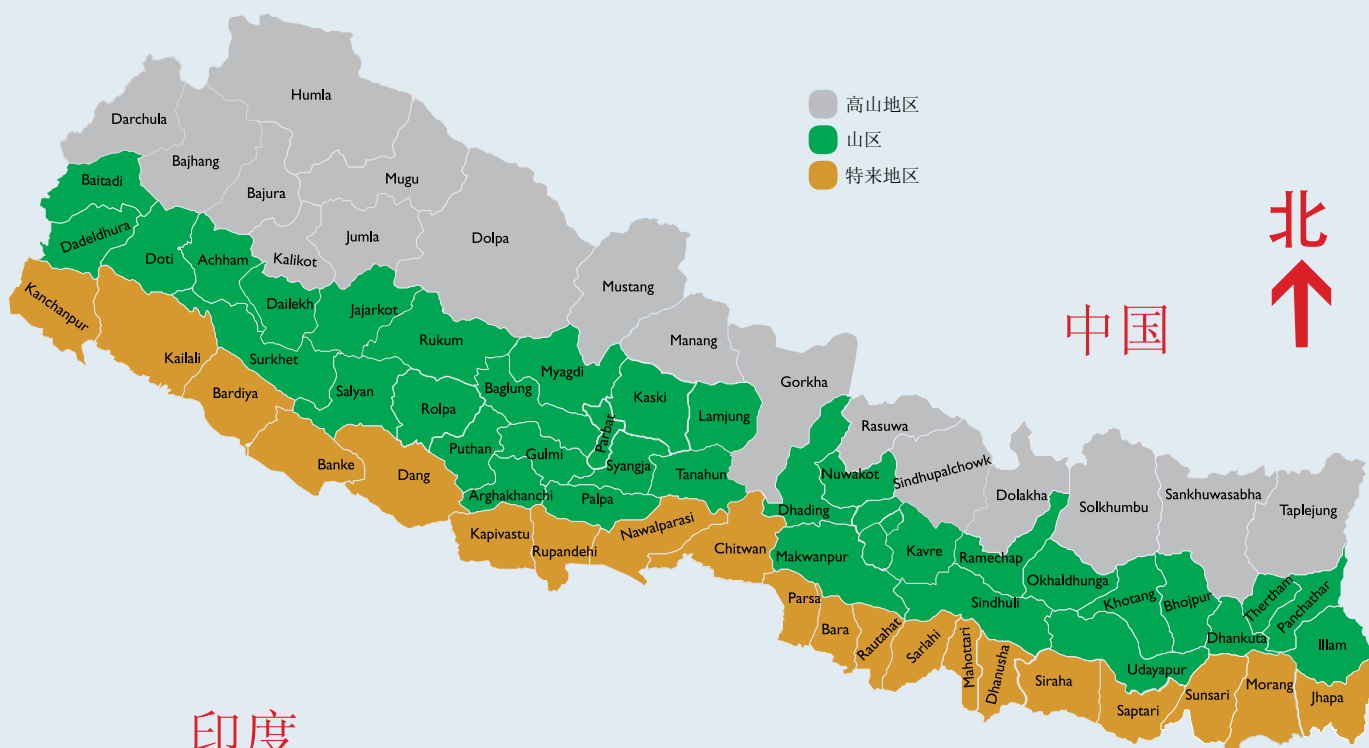 Humla
高山地区
Darchula
山区
Bajhang
Baitadi
特来地区
Mugu
Bajura
北
Jumla
Dolpa
Dadeldhura
Doti
Achham
Kalikot
Mustang
Kanchanpur
Dailekh
Jajarkot
中国
Rukum
Manang
Kailali
Surkhet
Myagdi
Gorkha
Bardiya
Salyan
Baglung
Kaski
Rolpa
Lamjung
Parbat
Rasuwa
Puthan
Gulmi
Syangja
Tanahun
Nuwakot
Sindhupalchowk
Banke
Dang
Dolakha
Sankhuwasabha
Solkhumbu
Taplejung
Arghakhanchi
Palpa
Dhading
Kapivastu
Nawalparasi
Rupandehi
Chitwan
Makwanpur
Kavre
Ramechap
Okhaldhunga
Khotang
Bhojpur
Thertham
Panchathar
Parsa
Sindhuli
Bara
Rautahat
Sarlahi
Mahottari
Dhankuta
Illam
Dhanusha
Siraha
Udayapur
Saptari
Sunsari
Morang
Jhapa
印度